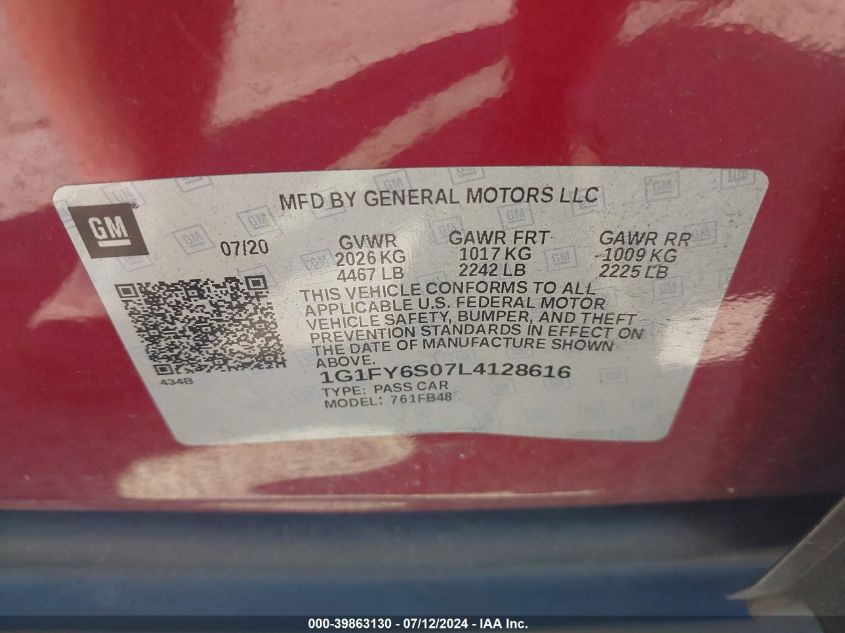 MFD BY GENERAL MOTORS LLC
GM
07/20
GVWR GAWR FRT GAWR RR
2026 KG 1017 KG 1009 KG
4467 LB 2242 LB 2225 LB
THIS VEHICLE CONFORMS TO ALL
APPLICABLE U.S. FEDERAL MOTOR
VEHICLE SAFETY, BUMPER, AND THEFT
PREVENTION STANDARDS IN EFFECT ON
THE DATE OF MANUFACTURE SHOWN
ABOVE.
434B
1G1FY6S07L4128616
TYPE: PASS CAR
MODEL: 761FB48
000-39863130 - 07/12/2024 - IAA Inc.